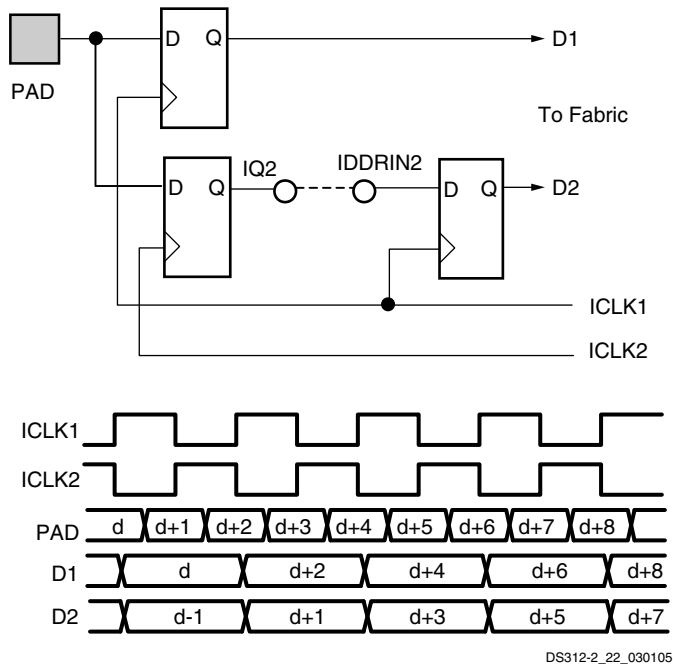 D Q D1
PAD
To Fabric
IQ2 IDDRIN2
D Q D Q D2
ICLK1
ICLK2
ICLK1
ICLK2
PAD d d+1 d+2 d+3 d+4 d+5 d+6 d+7 d+8
D1 d d+2 d+4 d+6 d+8
D2 d-1 d+1 d+3 d+5 d+7
DS312-2_22_030105